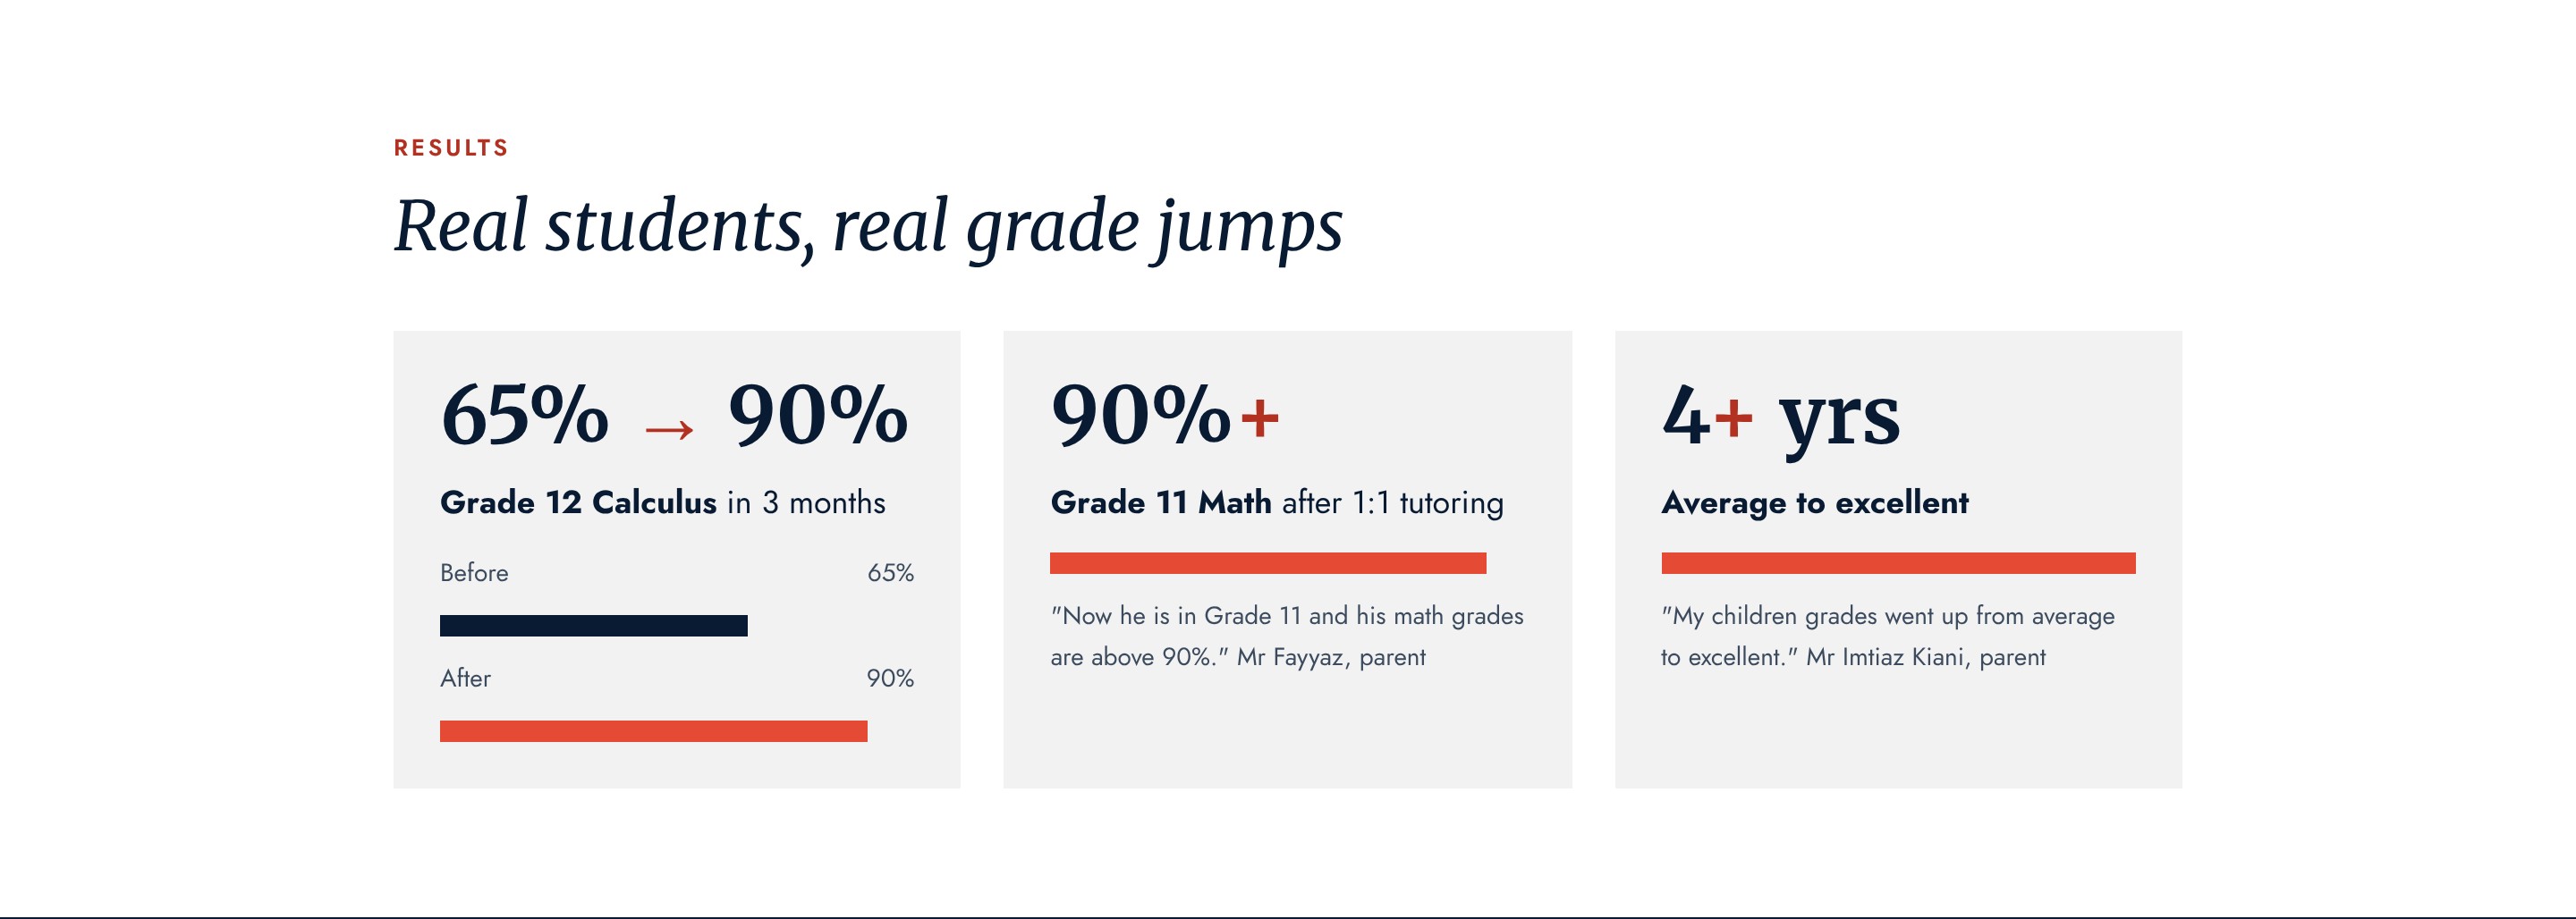 RESULTS
Real students, real grade jumps
65% → 90%
Grade 12 Calculus in 3 months
Before 65%
After 90%
90%+
Grade 11 Math after 1:1 tutoring
"Now he is in Grade 11 and his math grades
are above 90%." Mr Fayyaz, parent
4+ yrs
Average to excellent
"My children grades went up from average
to excellent." Mr Imtiaz Kiani, parent